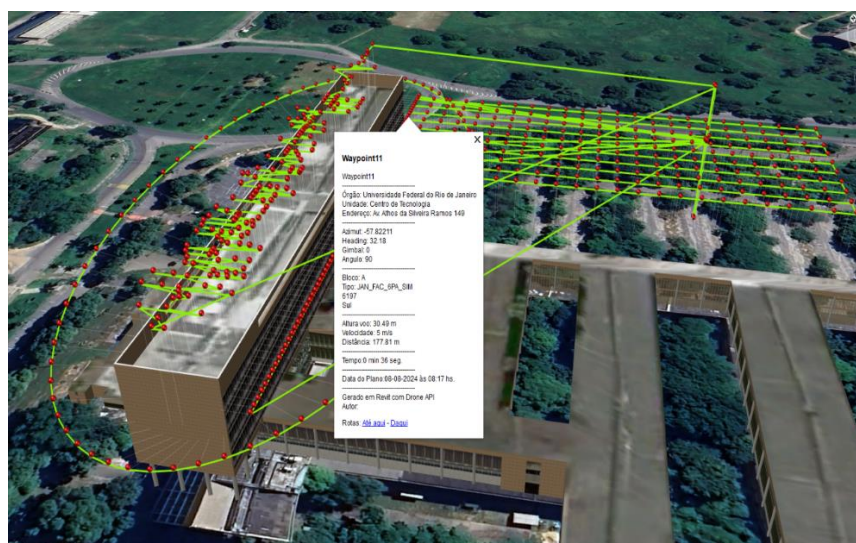 X
Waypoint11
Waypoint11
Órgão: Universidade Federal do Rio de Janeiro
Unidade: Centro de Tecnologia
Endereço: Av. Athos da Silveira Ramos 149
Azimut: -57.82211
Heading: 32.18
Gimbal: 0
Angulo: 90
Bloco: A
Tipo: JAN_FAC_6PA_SIM
6197
Sul
Altura voo: 30.49 m
Velocidade: 5 m/s
Distância: 177.81 m
Tempo:0 min:36 seg.
Data do Plano:08-08-2024 às 08:17 hs.
Gerado em Revit com Drone API
Autor:
Rotas: Até aqui - Daqui